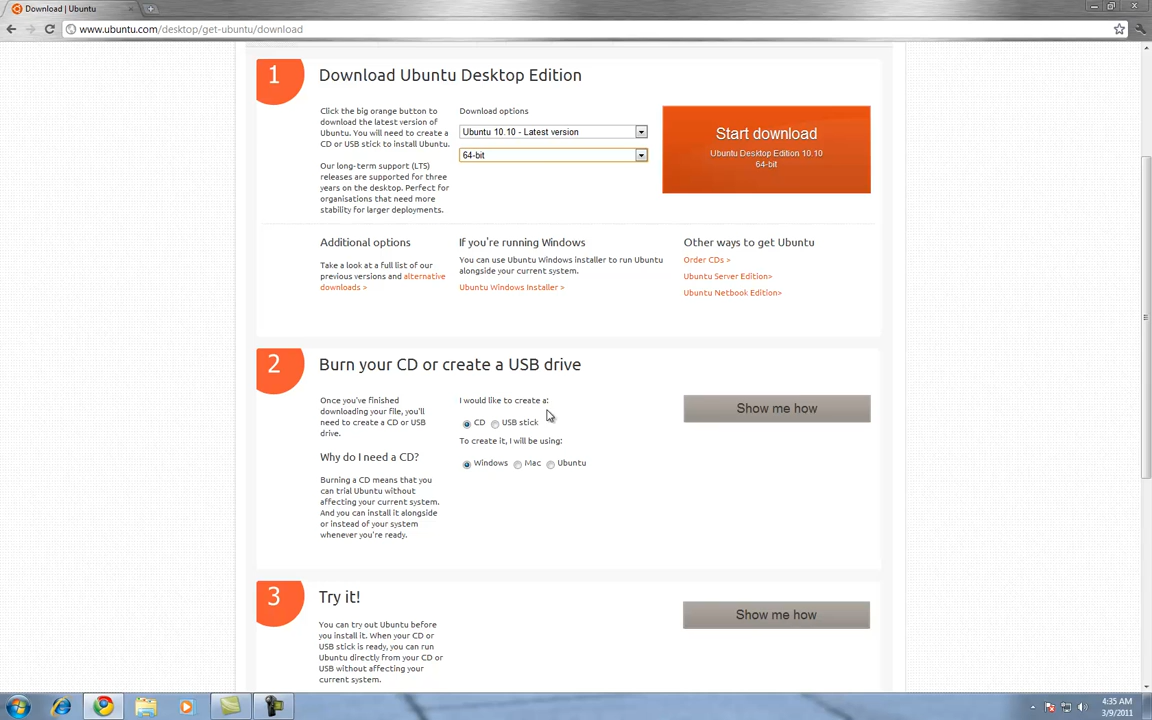 Download | Ubuntu
www.ubuntu.com/desktop/get-ubuntu/download
1
Download Ubuntu Desktop Edition
Click the big orange button to
download the latest version of
Ubuntu. You will need to create a
CD or USB stick to install Ubuntu.
Our long-term support (LTS)
releases are supported for three
years on the desktop. Perfect for
organisations that need more
stability for larger deployments.
Download options
Ubuntu 10.10 - Latest version
64-bit
Start download
Ubuntu Desktop Edition 10.10
64-bit
Additional options
Take a look at a full list of our
previous versions and alternative
downloads >
If you're running Windows
You can use Ubuntu Windows installer to run Ubuntu
alongside your current system.
Ubuntu Windows Installer >
Other ways to get Ubuntu
Order CDs >
Ubuntu Server Edition>
Ubuntu Netbook Edition>
2
Burn your CD or create a USB drive
Once you've finished
downloading your file, you'll
need to create a CD or USB
drive.
Why do I need a CD?
Burning a CD means that you
can trial Ubuntu without
affecting your current system.
And you can install it alongside
or instead of your system
whenever you're ready.
I would like to create a:
CD USB stick
To create it, I will be using:
Windows Mac Ubuntu
Show me how
3
Try it!
You can try out Ubuntu before
you install it. When your CD or
USB stick is ready, you can run
Ubuntu directly from your CD or
USB without affecting your
current system.
Show me how
4:35 AM
3/9/2011